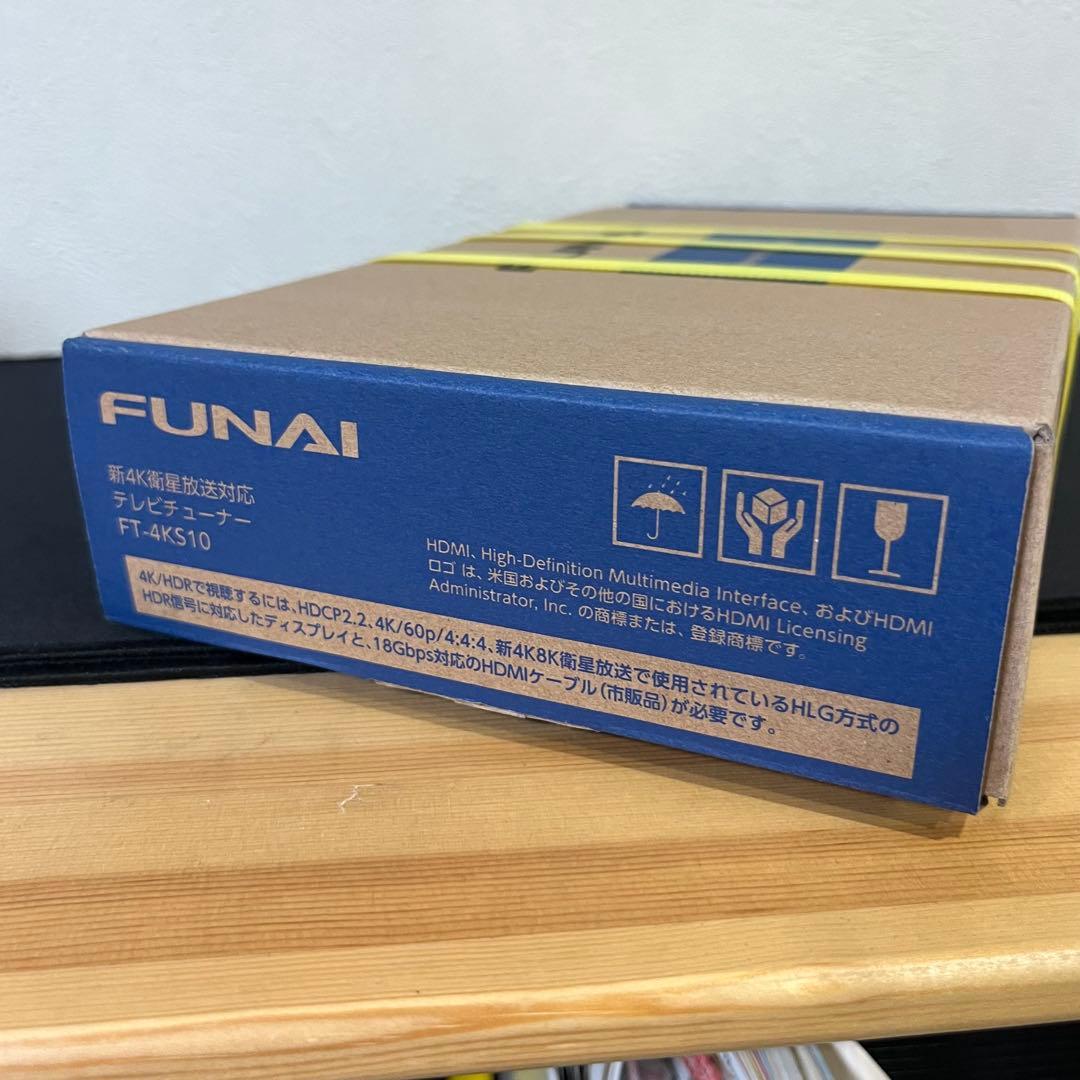 FUNAI
新4K衛星放送対応
テレビチューナー
FT-4KS10
HDMI、High-Definition Multimedia Interface、およびHDMI
ロゴ は、米国およびその他の国におけるHDMI Licensing
Administrator, Inc. の商標または、登録商標です。
4K/HDRで視聴するには、HDCP2.2、4K/60p/4:4:4、新4K8K衛星放送で使用されているHLG方式の
HDR信号に対応したディスプレイと、18Gbps対応のHDMIケーブル（市販品）が必要です。